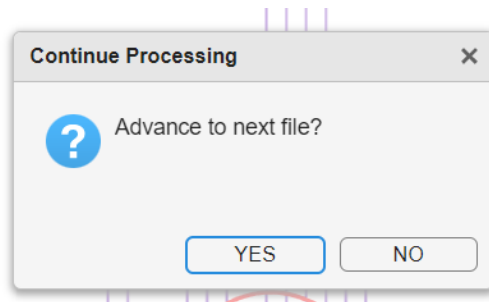 Continue Processing
Advance to next file?
YES
NO